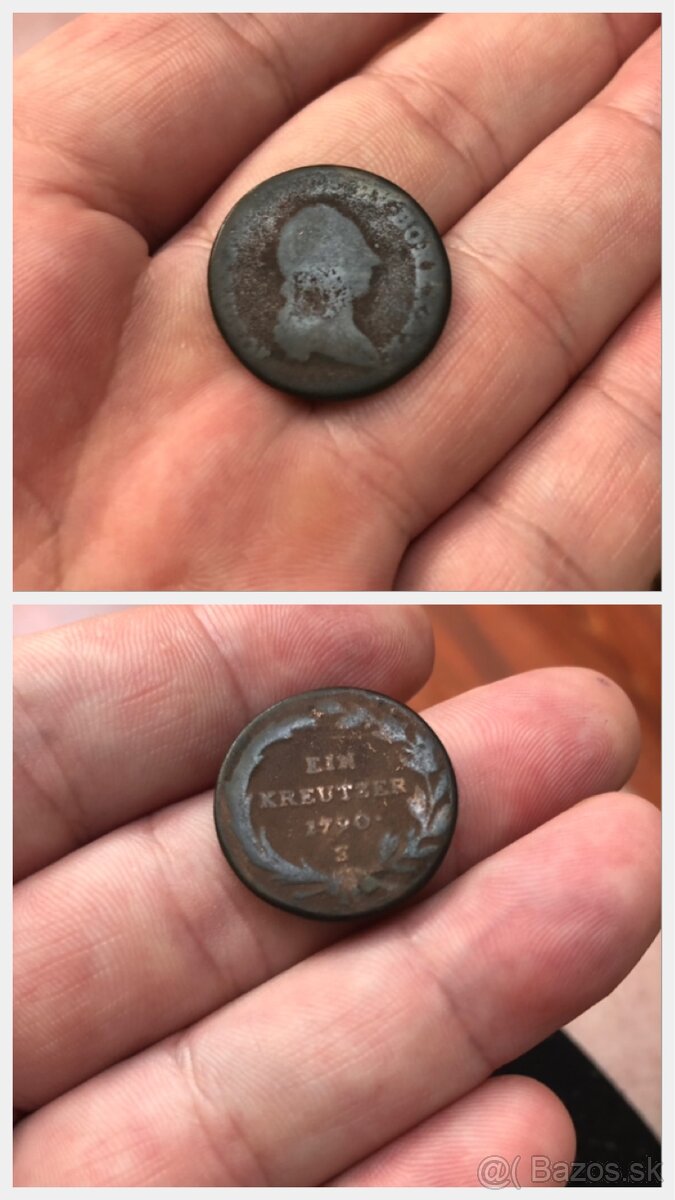 EIN
KREUTZER
1790·
S
@( Bazos.sk